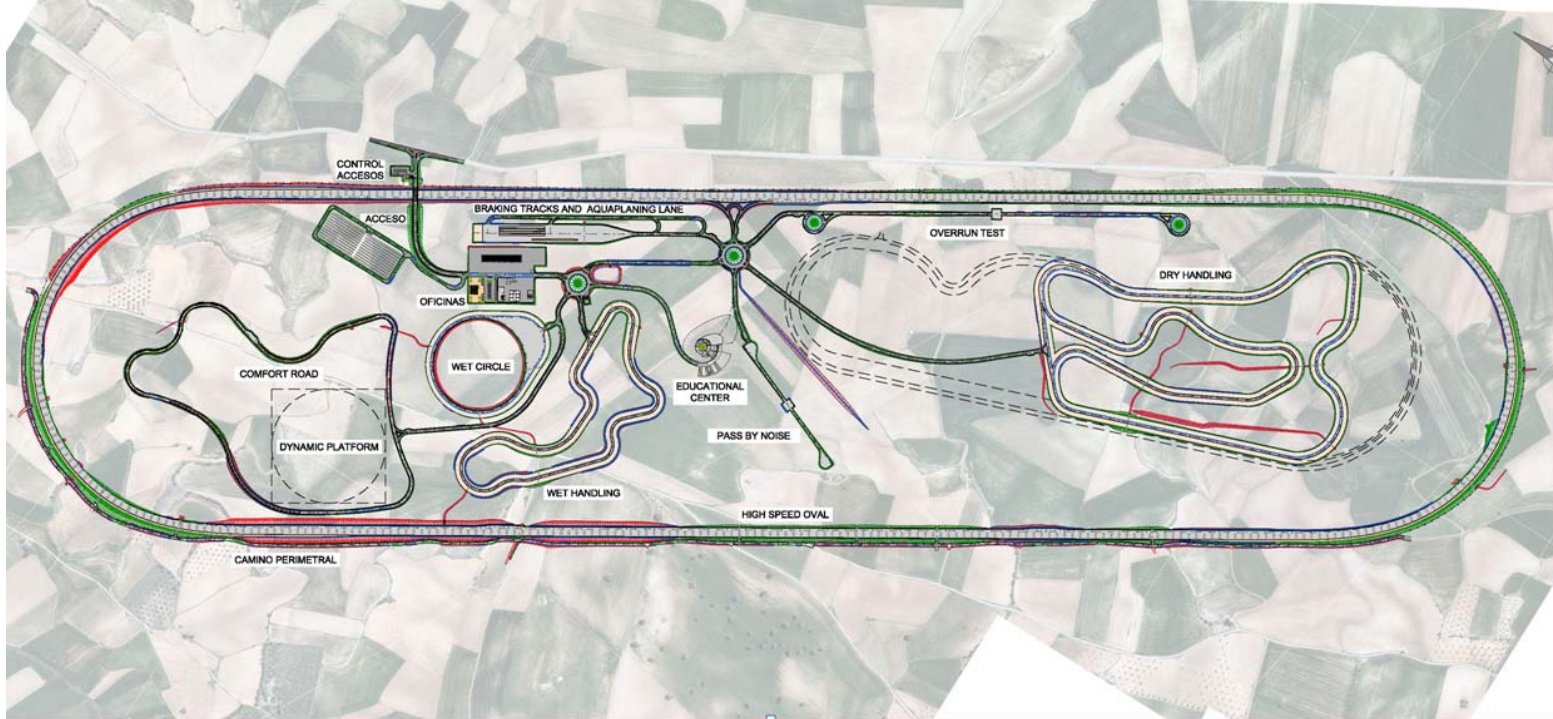 CONTROL
ACCESOS
ACCESO
BRAKING TRACKS AND AQUAPLANING LANE
OVERRUN TEST
DRY HANDLING
OFICINAS
COMFORT ROAD
WET CIRCLE
EDUCATIONAL
CENTER
DYNAMIC PLATFORM
PASS BY NOISE
WET HANDLING
HIGH SPEED OVAL
CAMINO PERIMETRAL